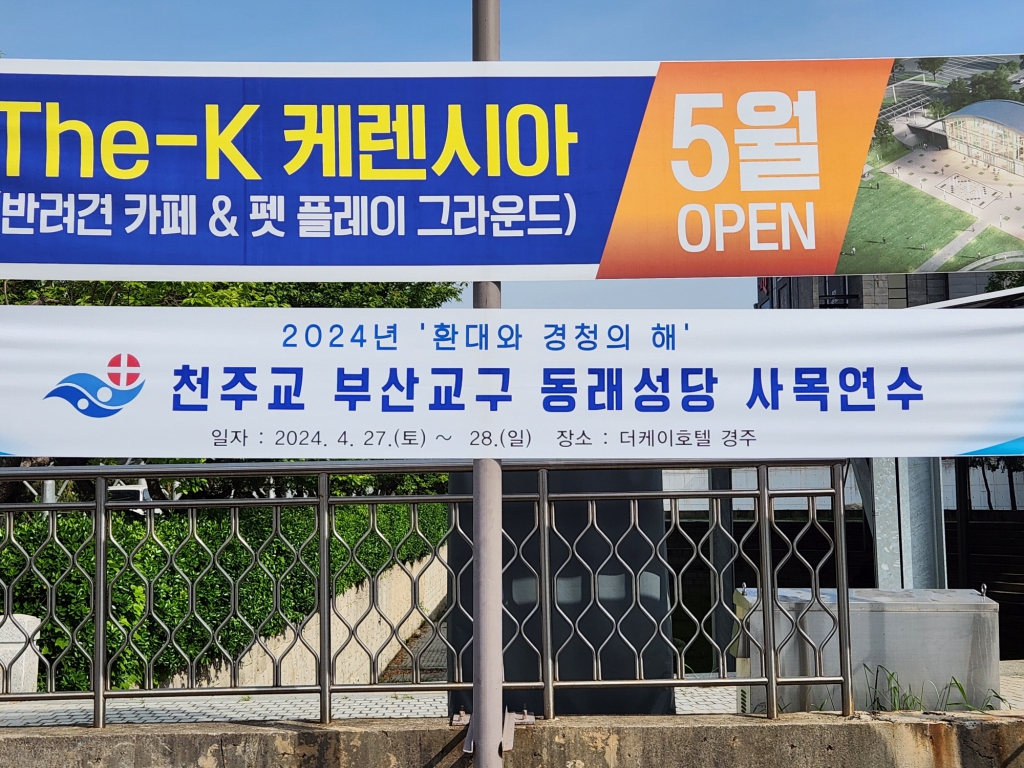 The-K 케렌시아
(반려견 카페 & 펫 플레이 그라운드)
5월
OPEN
2024년 '환대와 경청의 해'
천주교 부산교구 동래성당 사목연수
일자 : 2024. 4. 27.(토) ~ 28.(일) 장소 : 더케이호텔 경주